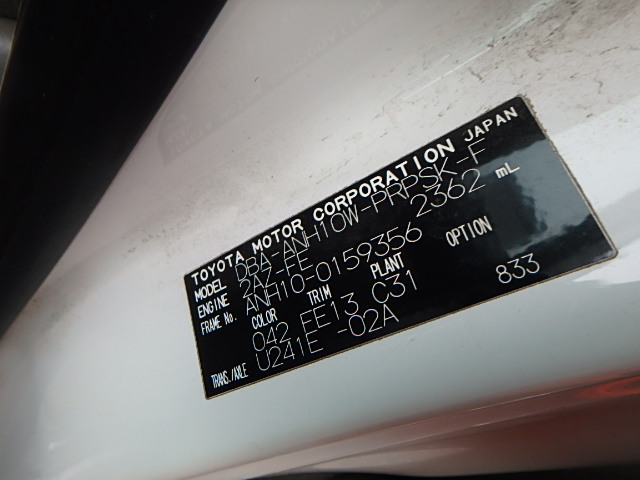 TOYOTA MOTOR CORPORATION JAPAN
MODEL DBA-ANH10W-PRPSK-F
ENGINE 2AZ-FE 2362 mL
FRAME No. ANH10-0159356
COLOR TRIM PLANT OPTION
042 EE13 C31 833
TRANS./AXLE U241E -02A